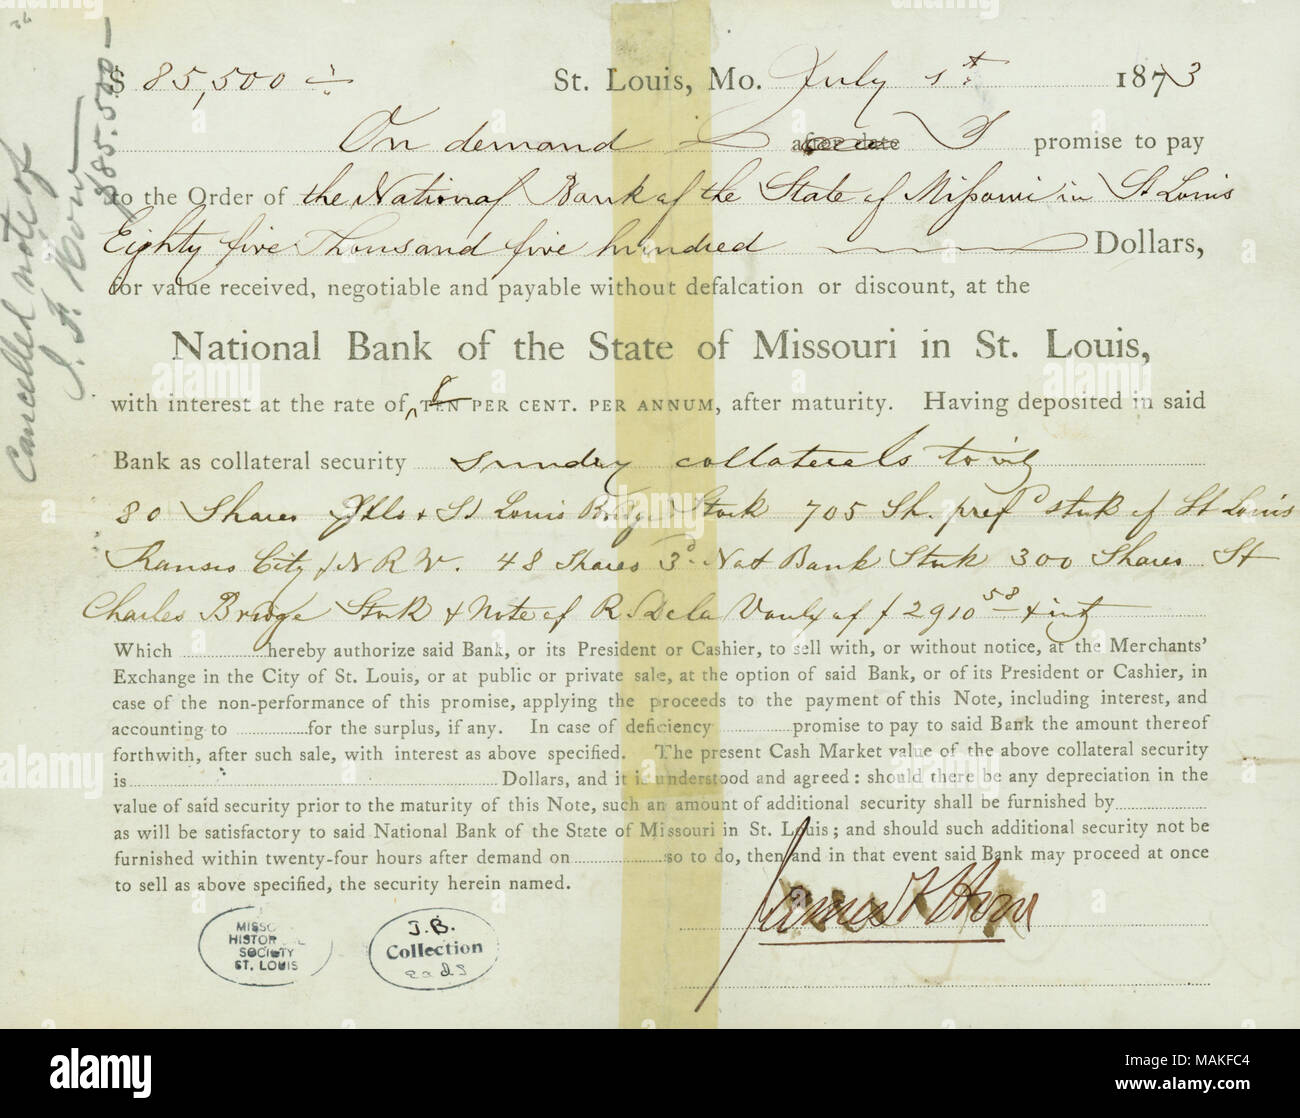 $ 85,500 St. Louis, Mo. July 1st 1873
On demand after date I promise to pay
to the Order of the National Bank of the State of Missouri in St Louis
Eighty five Thousand five hundred Dollars,
for value received, negotiable and payable without defalcation or discount, at the
National Bank of the State of Missouri in St. Louis,
with interest at the rate of 8 TEN PER CENT. PER ANNUM, after maturity. Having deposited in said
Bank as collateral security sundry collaterals to wit
80 Shares Ills & St Louis Bridge Stock 705 Sh. pref stock of St Louis
Kansas City & N R W. 48 Shares 3d Nat Bank Stock 300 Shares St
Charles Bridge Stock & Note of R. J. De la Vauly of $2910 58 & int
Which hereby authorize said Bank, or its President or Cashier, to sell with, or without notice, at the Merchants'
Exchange in the City of St. Louis, or at public or private sale, at the option of said Bank, or of its President or Cashier, in
case of the non-performance of this promise, applying the proceeds to the payment of this Note, including interest, and
accounting to for the surplus, if any. In case of deficiency promise to pay to said Bank the amount thereof
forthwith, after such sale, with interest as above specified. The present Cash Market value of the above collateral security
is Dollars, and it is understood and agreed: should there be any depreciation in the
value of said security prior to the maturity of this Note, such an amount of additional security shall be furnished by
as will be satisfactory to said National Bank of the State of Missouri in St. Louis; and should such additional security not be
furnished within twenty-four hours after demand on so to do, then and in that event said Bank may proceed at once
to sell as above specified, the security herein named.
James F How
MISSO
HISTOR AL
SOCIETY
ST. LOUIS
J.B.
Collection
eads
Cancelled note of
J. F. How
$85.500—
alamy
Image ID: MAKFC4
www.alamy.com